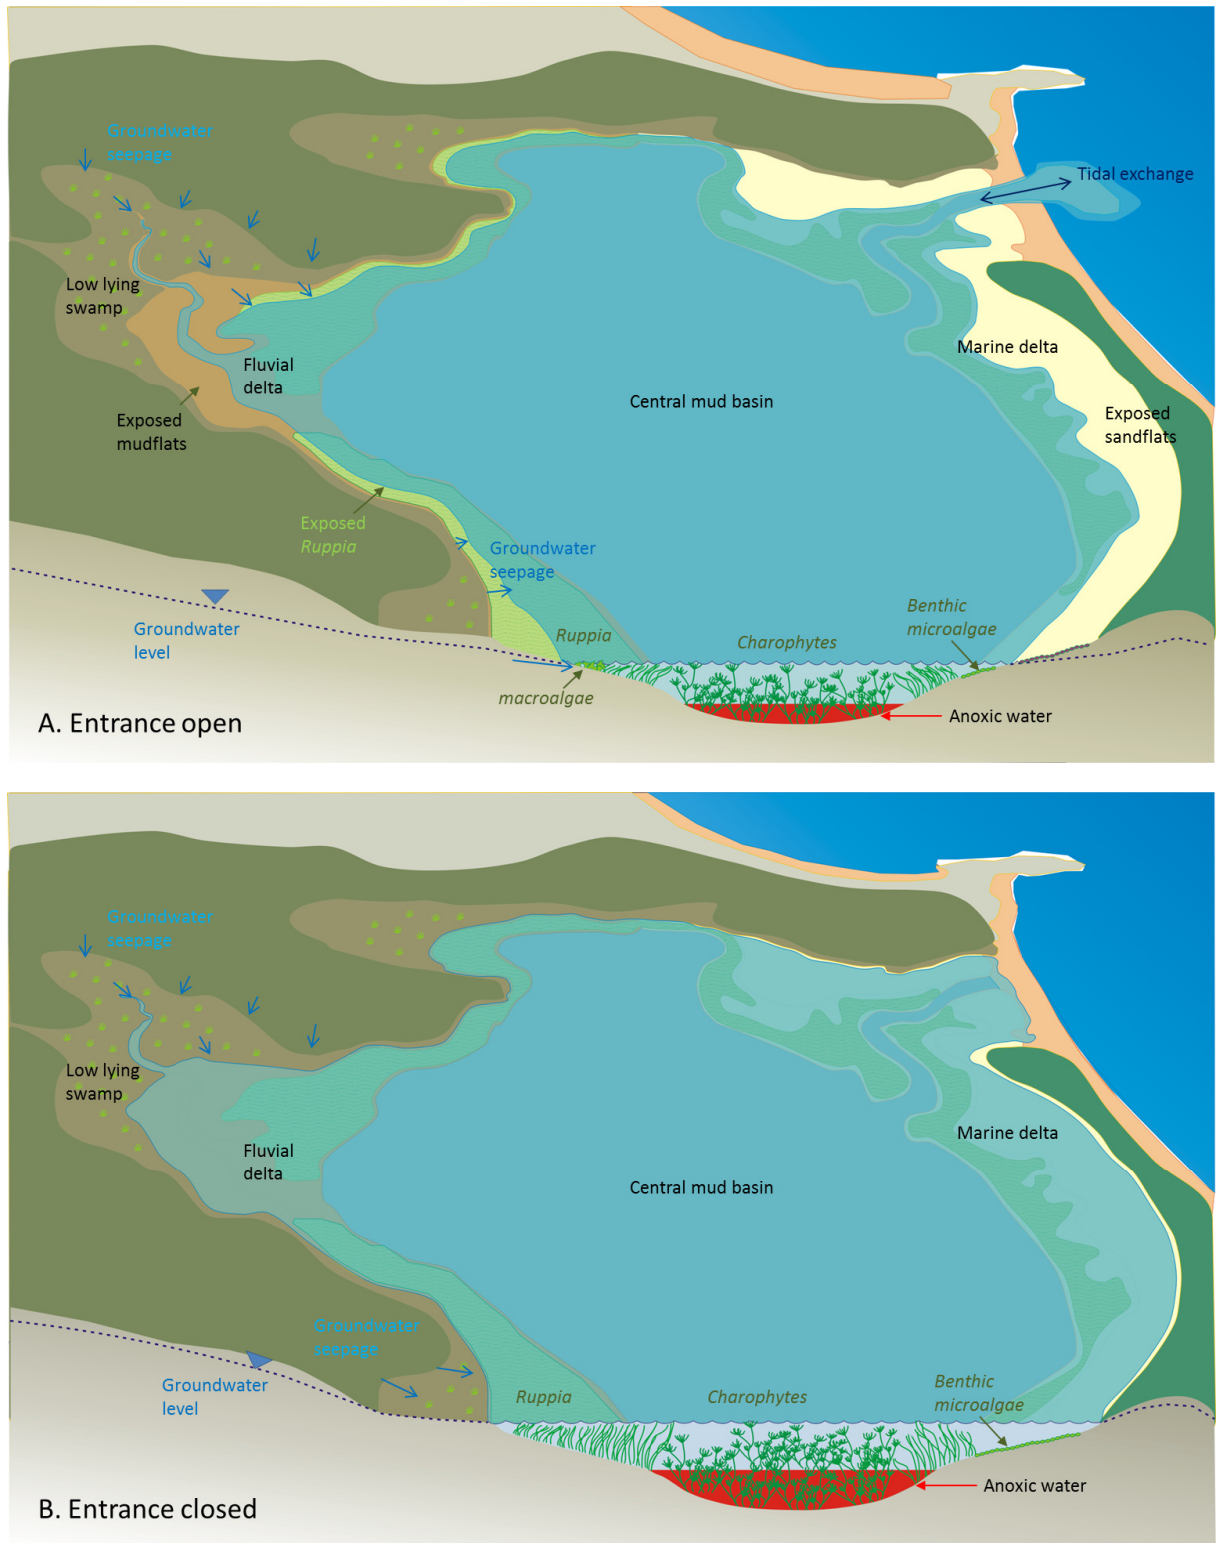 Groundwater
seepage
Tidal exchange
Low lying
swamp
Marine delta
Fluvial
delta
Central mud basin
Exposed
sandflats
Exposed
mudflats
Exposed
Ruppia
Groundwater
seepage
Benthic
microalgae
Groundwater
level
Ruppia
Charophytes
macroalgae
A. Entrance open
Anoxic water
Groundwater
seepage
Low lying
swamp
Marine delta
Fluvial
delta
Central mud basin
Groundwater
seepage
Groundwater
level
Ruppia
Charophytes
Benthic
microalgae
Anoxic water
B. Entrance closed